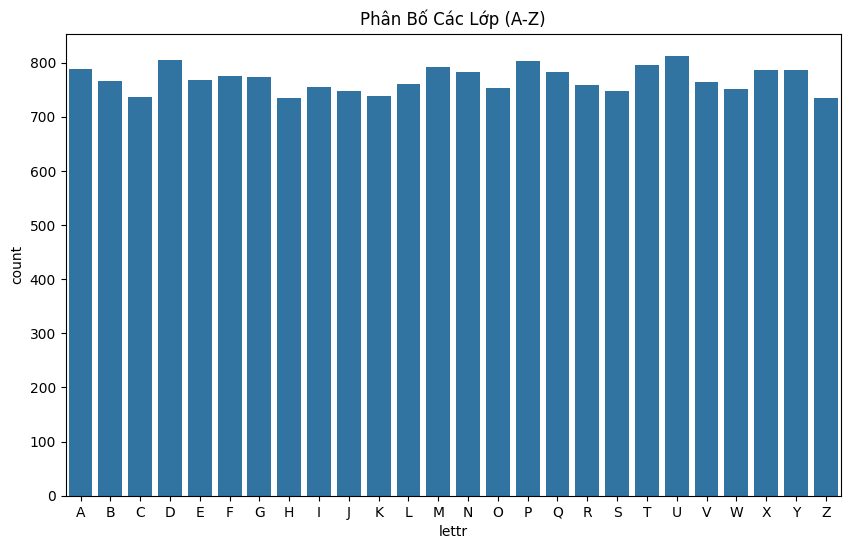 Phân Bố Các Lớp (A-Z)
800
700
600
500
400
300
200
100
0
count
A B C D E F G H I J K L M N O P Q R S T U V W X Y Z
lettr